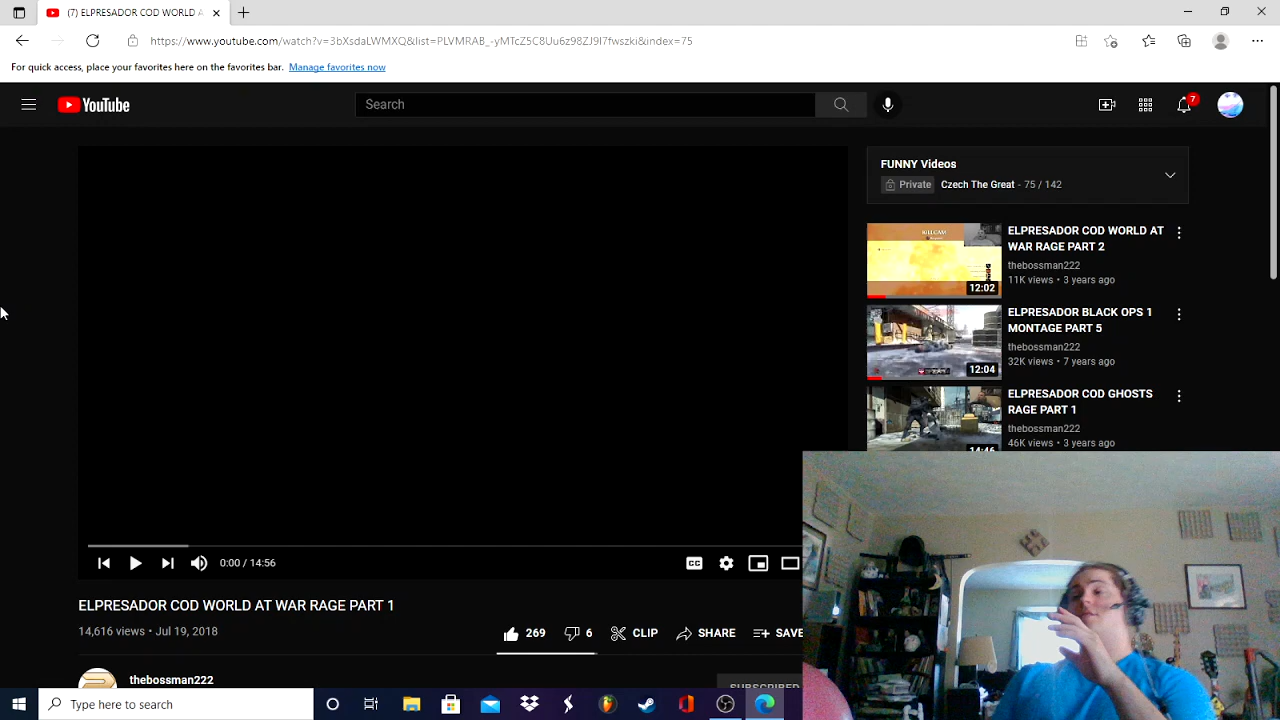 (7) ELPRESADOR COD WORLD A
https://www.youtube.com/watch?v=3bXsdaLWMXQ&list=PLVMRAB_-yMTcZ5C8Uu6z98ZJ9I7fwszki&index=75
For quick access, place your favorites here on the favorites bar. Manage favorites now
YouTube
Search
7
FUNNY Videos
Private Czech The Great - 75 / 142
KILLCAM
12:02
ELPRESADOR COD WORLD AT
WAR RAGE PART 2
thebossman222
11K views • 3 years ago
12:04
ELPRESADOR BLACK OPS 1
MONTAGE PART 5
thebossman222
32K views • 7 years ago
14:46
ELPRESADOR COD GHOSTS
RAGE PART 1
thebossman222
46K views • 3 years ago
0:00 / 14:56
CC
ELPRESADOR COD WORLD AT WAR RAGE PART 1
14,616 views • Jul 19, 2018
269
6
CLIP
SHARE
SAVE
thebossman222
SUBSCRIBED
Type here to search